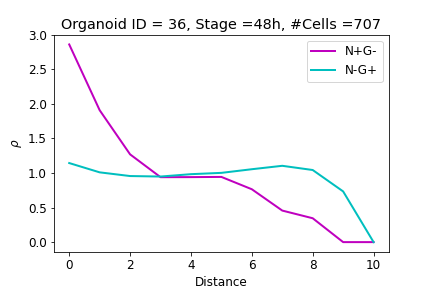 Organoid ID = 36, Stage =48h, #Cells =707
3.0
2.5
2.0
1.5
1.0
0.5
0.0
ρ
N+G-
N-G+
0 2 4 6 8 10
Distance